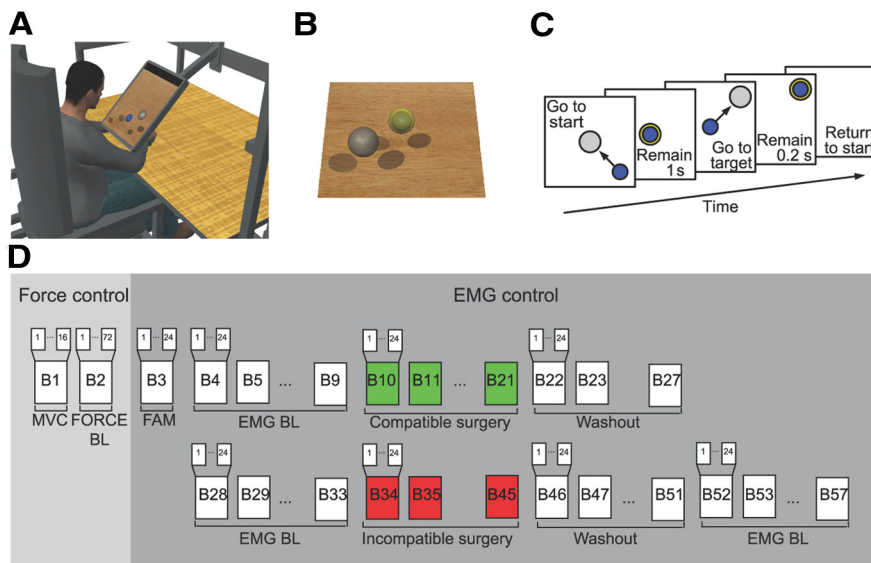 A
B
C
Go to
start
Remain
1s
Go to
target
Remain
0.2 s
Return
to start
Time
D
Force control
EMG control
1 ... 16
1 ... 72
1 ... 24
1 ... 24
1 ... 24
1 ... 24
B1
B2
B3
B4
B5
...
B9
B10
B11
...
B21
B22
B23
B27
MVC
FORCE
BL
FAM
EMG BL
Compatible surgery
Washout
1 ... 24
1 ... 24
1 ... 24
1 ... 24
B28
B29
...
B33
B34
B35
B45
B46
B47
...
B51
B52
B53
...
B57
EMG BL
Incompatible surgery
Washout
EMG BL